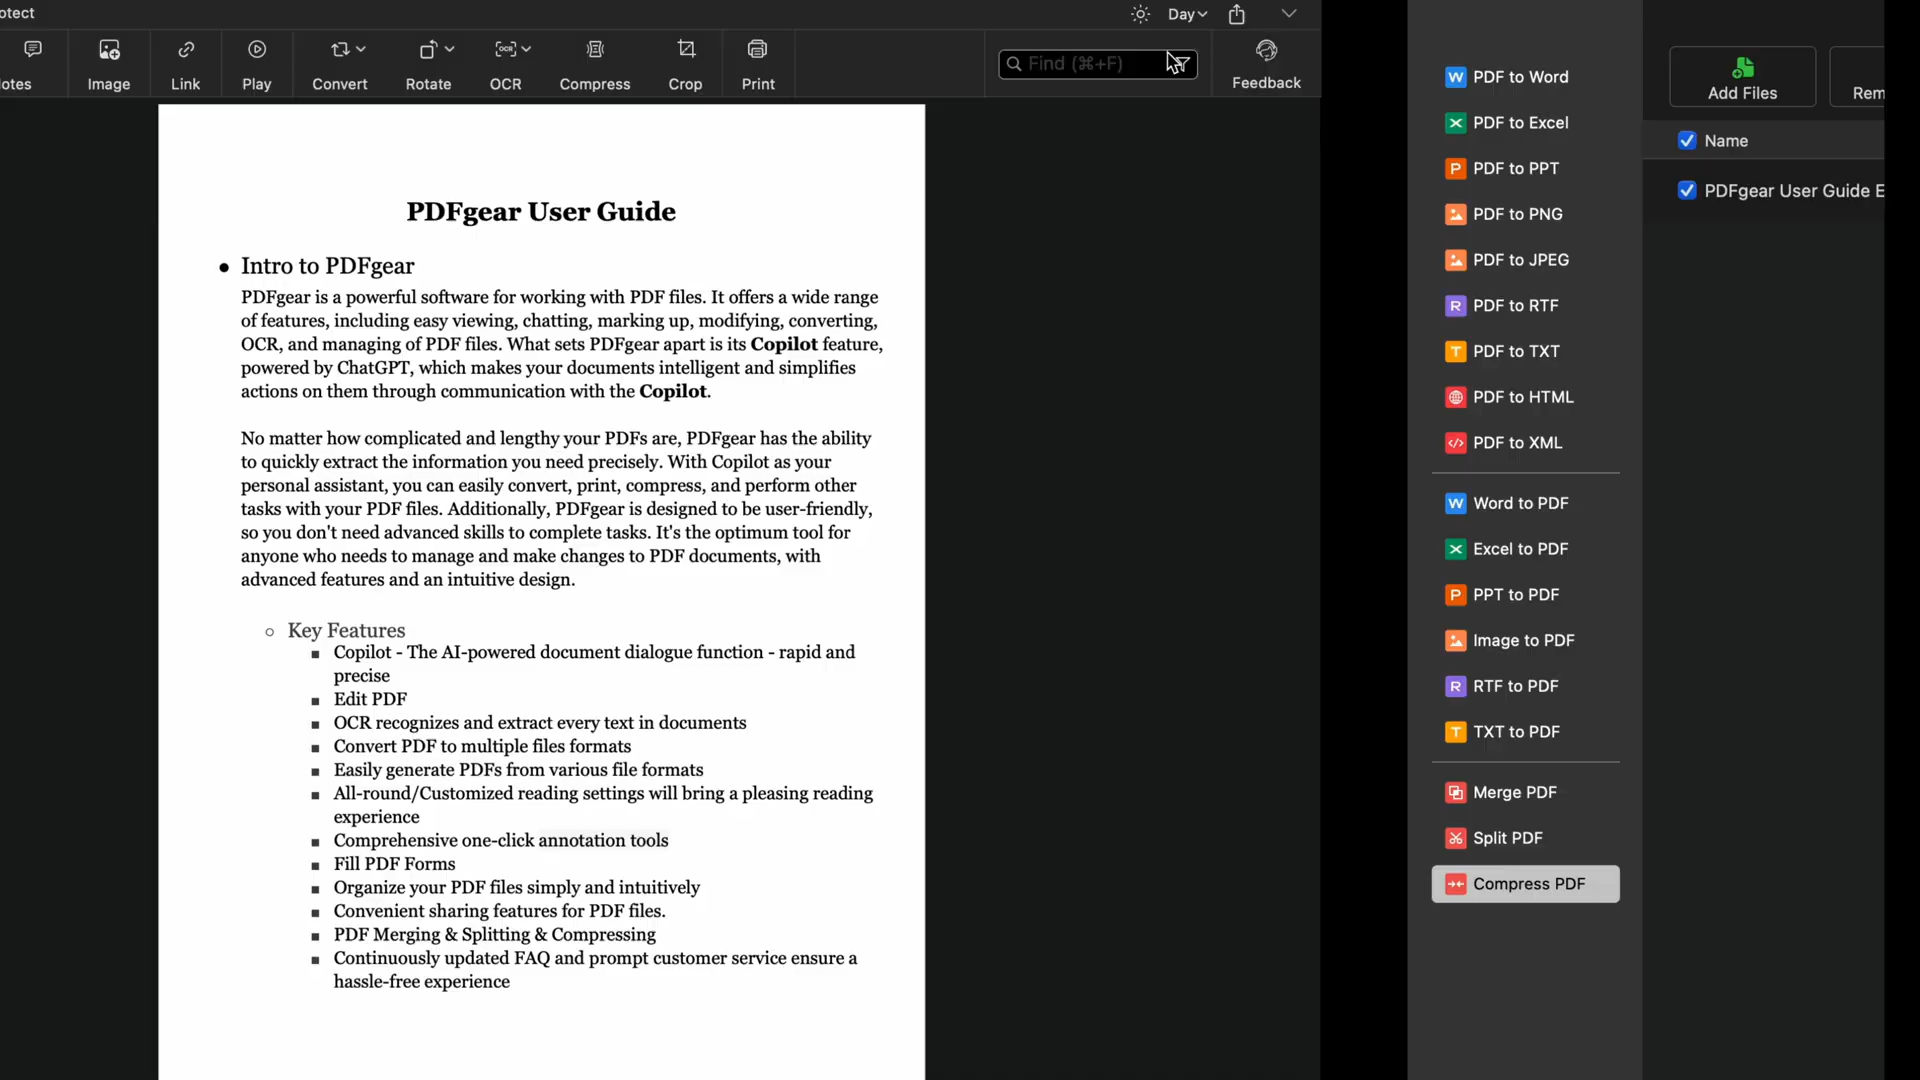 otect
Day
otes
Image
Link
Play
Convert
Rotate
OCR
Compress
Crop
Print
Find (⌘+F)
Feedback
PDFgear User Guide
Intro to PDFgear
PDFgear is a powerful software for working with PDF files. It offers a wide range
of features, including easy viewing, chatting, marking up, modifying, converting,
OCR, and managing of PDF files. What sets PDFgear apart is its Copilot feature,
powered by ChatGPT, which makes your documents intelligent and simplifies
actions on them through communication with the Copilot.
No matter how complicated and lengthy your PDFs are, PDFgear has the ability
to quickly extract the information you need precisely. With Copilot as your
personal assistant, you can easily convert, print, compress, and perform other
tasks with your PDF files. Additionally, PDFgear is designed to be user-friendly,
so you don't need advanced skills to complete tasks. It's the optimum tool for
anyone who needs to manage and make changes to PDF documents, with
advanced features and an intuitive design.
Key Features
Copilot - The AI-powered document dialogue function - rapid and
precise
Edit PDF
OCR recognizes and extract every text in documents
Convert PDF to multiple files formats
Easily generate PDFs from various file formats
All-round/Customized reading settings will bring a pleasing reading
experience
Comprehensive one-click annotation tools
Fill PDF Forms
Organize your PDF files simply and intuitively
Convenient sharing features for PDF files.
PDF Merging & Splitting & Compressing
Continuously updated FAQ and prompt customer service ensure a
hassle-free experience
PDF to Word
PDF to Excel
PDF to PPT
PDF to PNG
PDF to JPEG
PDF to RTF
PDF to TXT
PDF to HTML
PDF to XML
Word to PDF
Excel to PDF
PPT to PDF
Image to PDF
RTF to PDF
TXT to PDF
Merge PDF
Split PDF
Compress PDF
Add Files
Rem
Name
PDFgear User Guide E